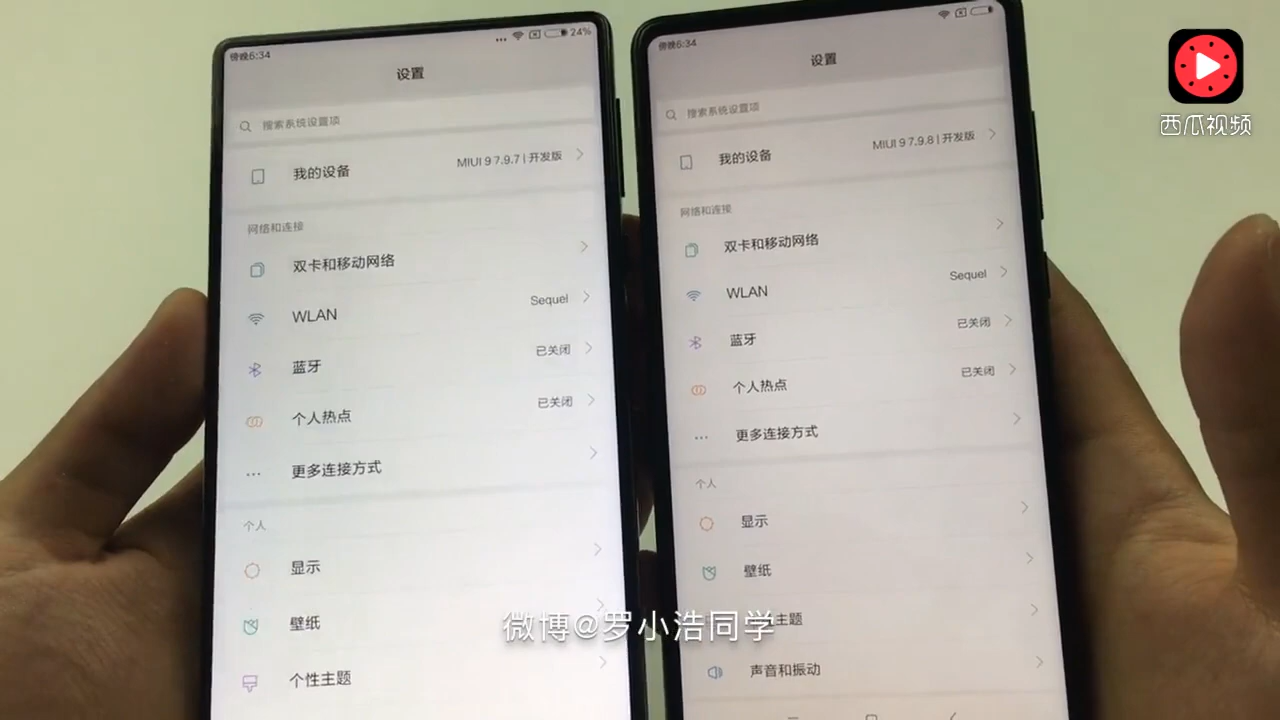 傍晚6:34
24%
设置
搜索系统设置项
我的设备
MIUI 9 7.9.7 | 开发版
网络和连接
双卡和移动网络
WLAN
Sequel
蓝牙
已关闭
个人热点
已关闭
更多连接方式
个人
显示
壁纸
个性主题
傍晚6:34
设置
搜索系统设置项
我的设备
MIUI 9 7.9.8 | 开发版
网络和连接
双卡和移动网络
WLAN
Sequel
蓝牙
已关闭
个人热点
已关闭
更多连接方式
个人
显示
壁纸
主题
声音和振动
西瓜视频
微博@罗小浩同学